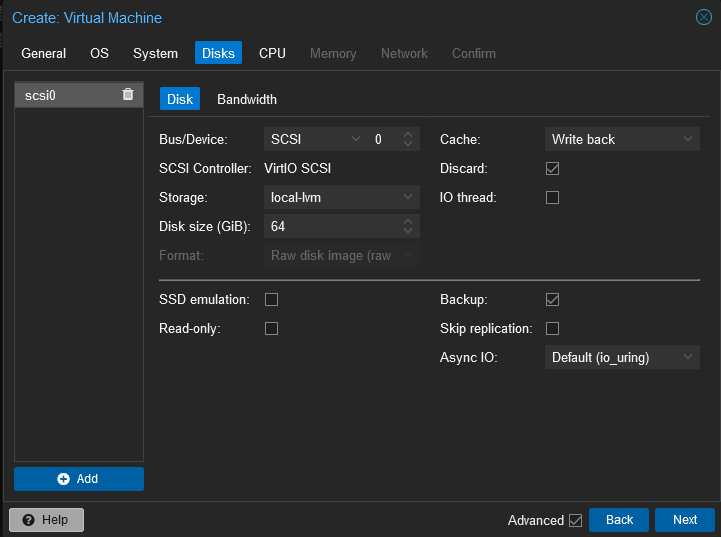 Create: Virtual Machine
General OS System Disks CPU Memory Network Confirm
scsi0
Disk Bandwidth
Bus/Device: SCSI 0 Cache: Write back
SCSI Controller: VirtIO SCSI Discard:
Storage: local-lvm IO thread:
Disk size (GiB): 64
Format: Raw disk image (raw
SSD emulation: Backup:
Read-only: Skip replication:
Async IO: Default (io_uring)
Add
Help Advanced Back Next